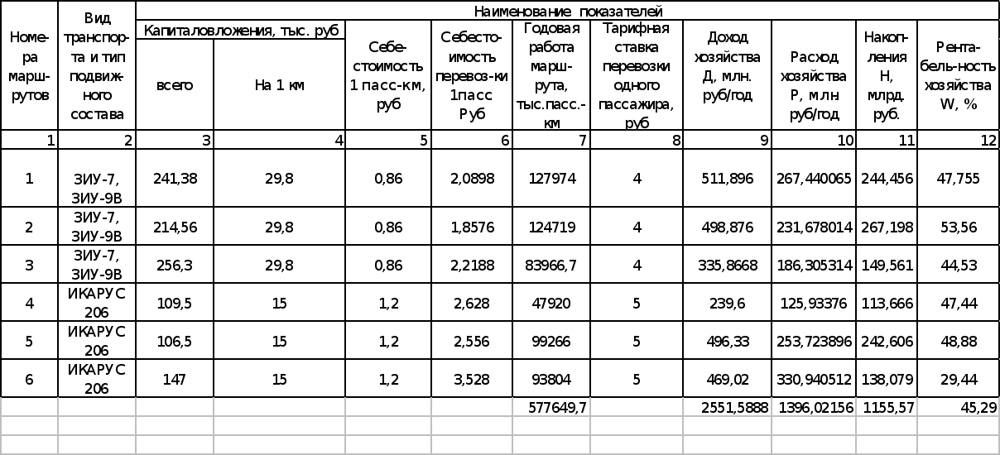 Наименование показателей
Номе-
ра
марш-
рутов
Вид
транспор-
та и тип
подвиж-
ного
состава
Капиталовложения, тыс. руб
всего
На 1 км
Себе-
стоимость
1 пасс-км,
руб
Себесто-
имость
перевоз-ки
1пасс
Руб
Годовая
работа
марш-
рута,
тыс.пасс.-
км
Тарифная
ставка
перевозки
одного
пассажира,
руб
Доход
хозяйства
Д, млн.
руб/год
Расход
хозяйства
Р, млн
руб/год
Накоп-
ления
Н,
млрд.
руб.
Рента-
бель-ность
хозяйства
W, %
1 2 3 4 5 6 7 8 9 10 11 12
1 ЗИУ-7, 241,38 29,8 0,86 2,0898 127974 4 511,896 267,440065 244,456 47,755
ЗИУ-9В
ЗИУ-7,
2 ЗИУ-9В 214,56 29,8 0,86 1,8576 124719 4 498,876 231,678014 267,198 53,56
ЗИУ-7,
3 ЗИУ-9В 256,3 29,8 0,86 2,2188 83966,7 4 335,8668 186,305314 149,561 44,53
ИКАРУС
4 206 109,5 15 1,2 2,628 47920 5 239,6 125,93376 113,666 47,44
ИКАРУС
5 206 106,5 15 1,2 2,556 99266 5 496,33 253,723896 242,606 48,88
ИКАРУС
6 206 147 15 1,2 3,528 93804 5 469,02 330,940512 138,079 29,44
577649,7 2551,5888 1396,02156 1155,57 45,29